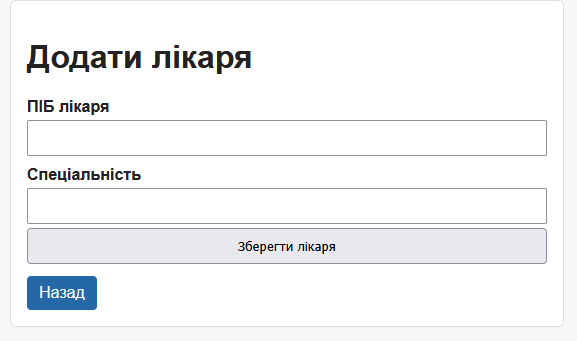 Додати лікаря
ПІБ лікаря
Спеціальність
Зберегти лікаря
Назад